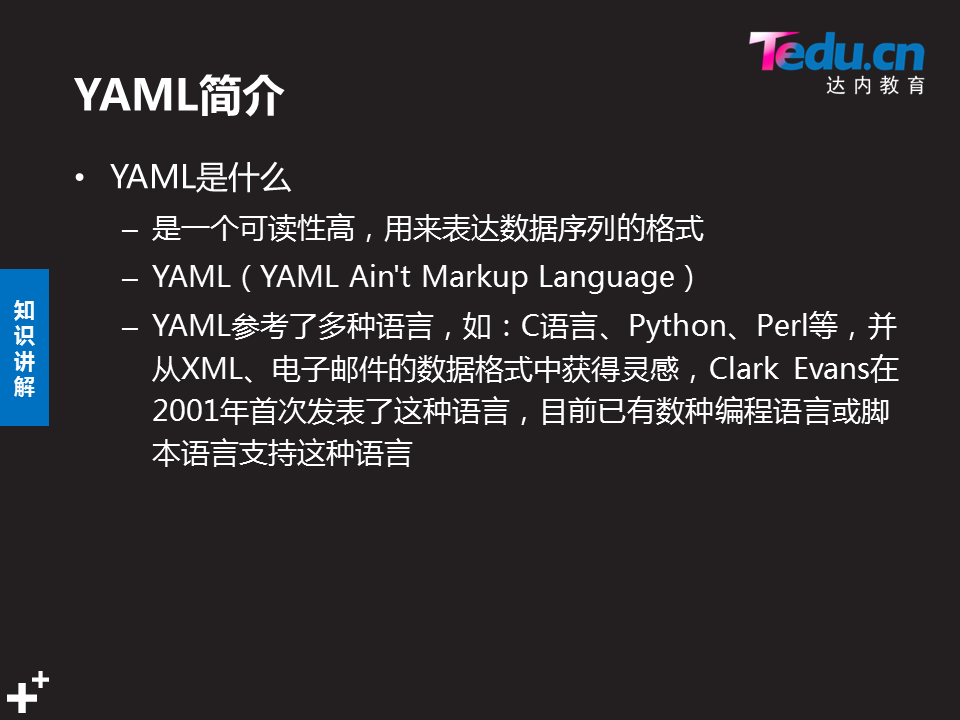 Tedu.cn
达内教育
YAML简介
• YAML是什么
– 是一个可读性高，用来表达数据序列的格式
– YAML（YAML Ain't Markup Language）
– YAML参考了多种语言，如：C语言、Python、Perl等，并
从XML、电子邮件的数据格式中获得灵感，Clark Evans在
2001年首次发表了这种语言，目前已有数种编程语言或脚
本语言支持这种语言
知
识
讲
解